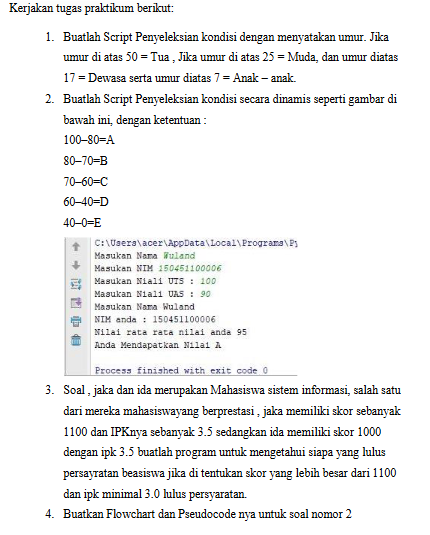 Kerjakan tugas praktikum berikut:
1. Buatlah Script Penyeleksian kondisi dengan menyatakan umur. Jika
umur di atas 50 = Tua , Jika umur di atas 25 = Muda, dan umur diatas
17 = Dewasa serta umur diatas 7 = Anak – anak.
2. Buatlah Script Penyeleksian kondisi secara dinamis seperti gambar di
bawah ini, dengan ketentuan :
100–80=A
80–70=B
70–60=C
60–40=D
40–0=E
C:\Users\acer\AppData\Local\Programs\Py
Masukan Nama Wuland
Masukan NIM 150451100006
Masukan Niali UTS : 100
Masukan Niali UAS : 90
Masukan Nama Wuland
NIM anda : 150451100006
Nilai rata rata nilai anda 95
Anda Mendapatkan Nilai A
Process finished with exit code 0
3. Soal , jaka dan ida merupakan Mahasiswa sistem informasi, salah satu
dari mereka mahasiswayang berprestasi , jaka memiliki skor sebanyak
1100 dan IPKnya sebanyak 3.5 sedangkan ida memiliki skor 1000
dengan ipk 3.5 buatlah program untuk mengetahui siapa yang lulus
persayratan beasiswa jika di tentukan skor yang lebih besar dari 1100
dan ipk minimal 3.0 lulus persyaratan.
4. Buatkan Flowchart dan Pseudocode nya untuk soal nomor 2